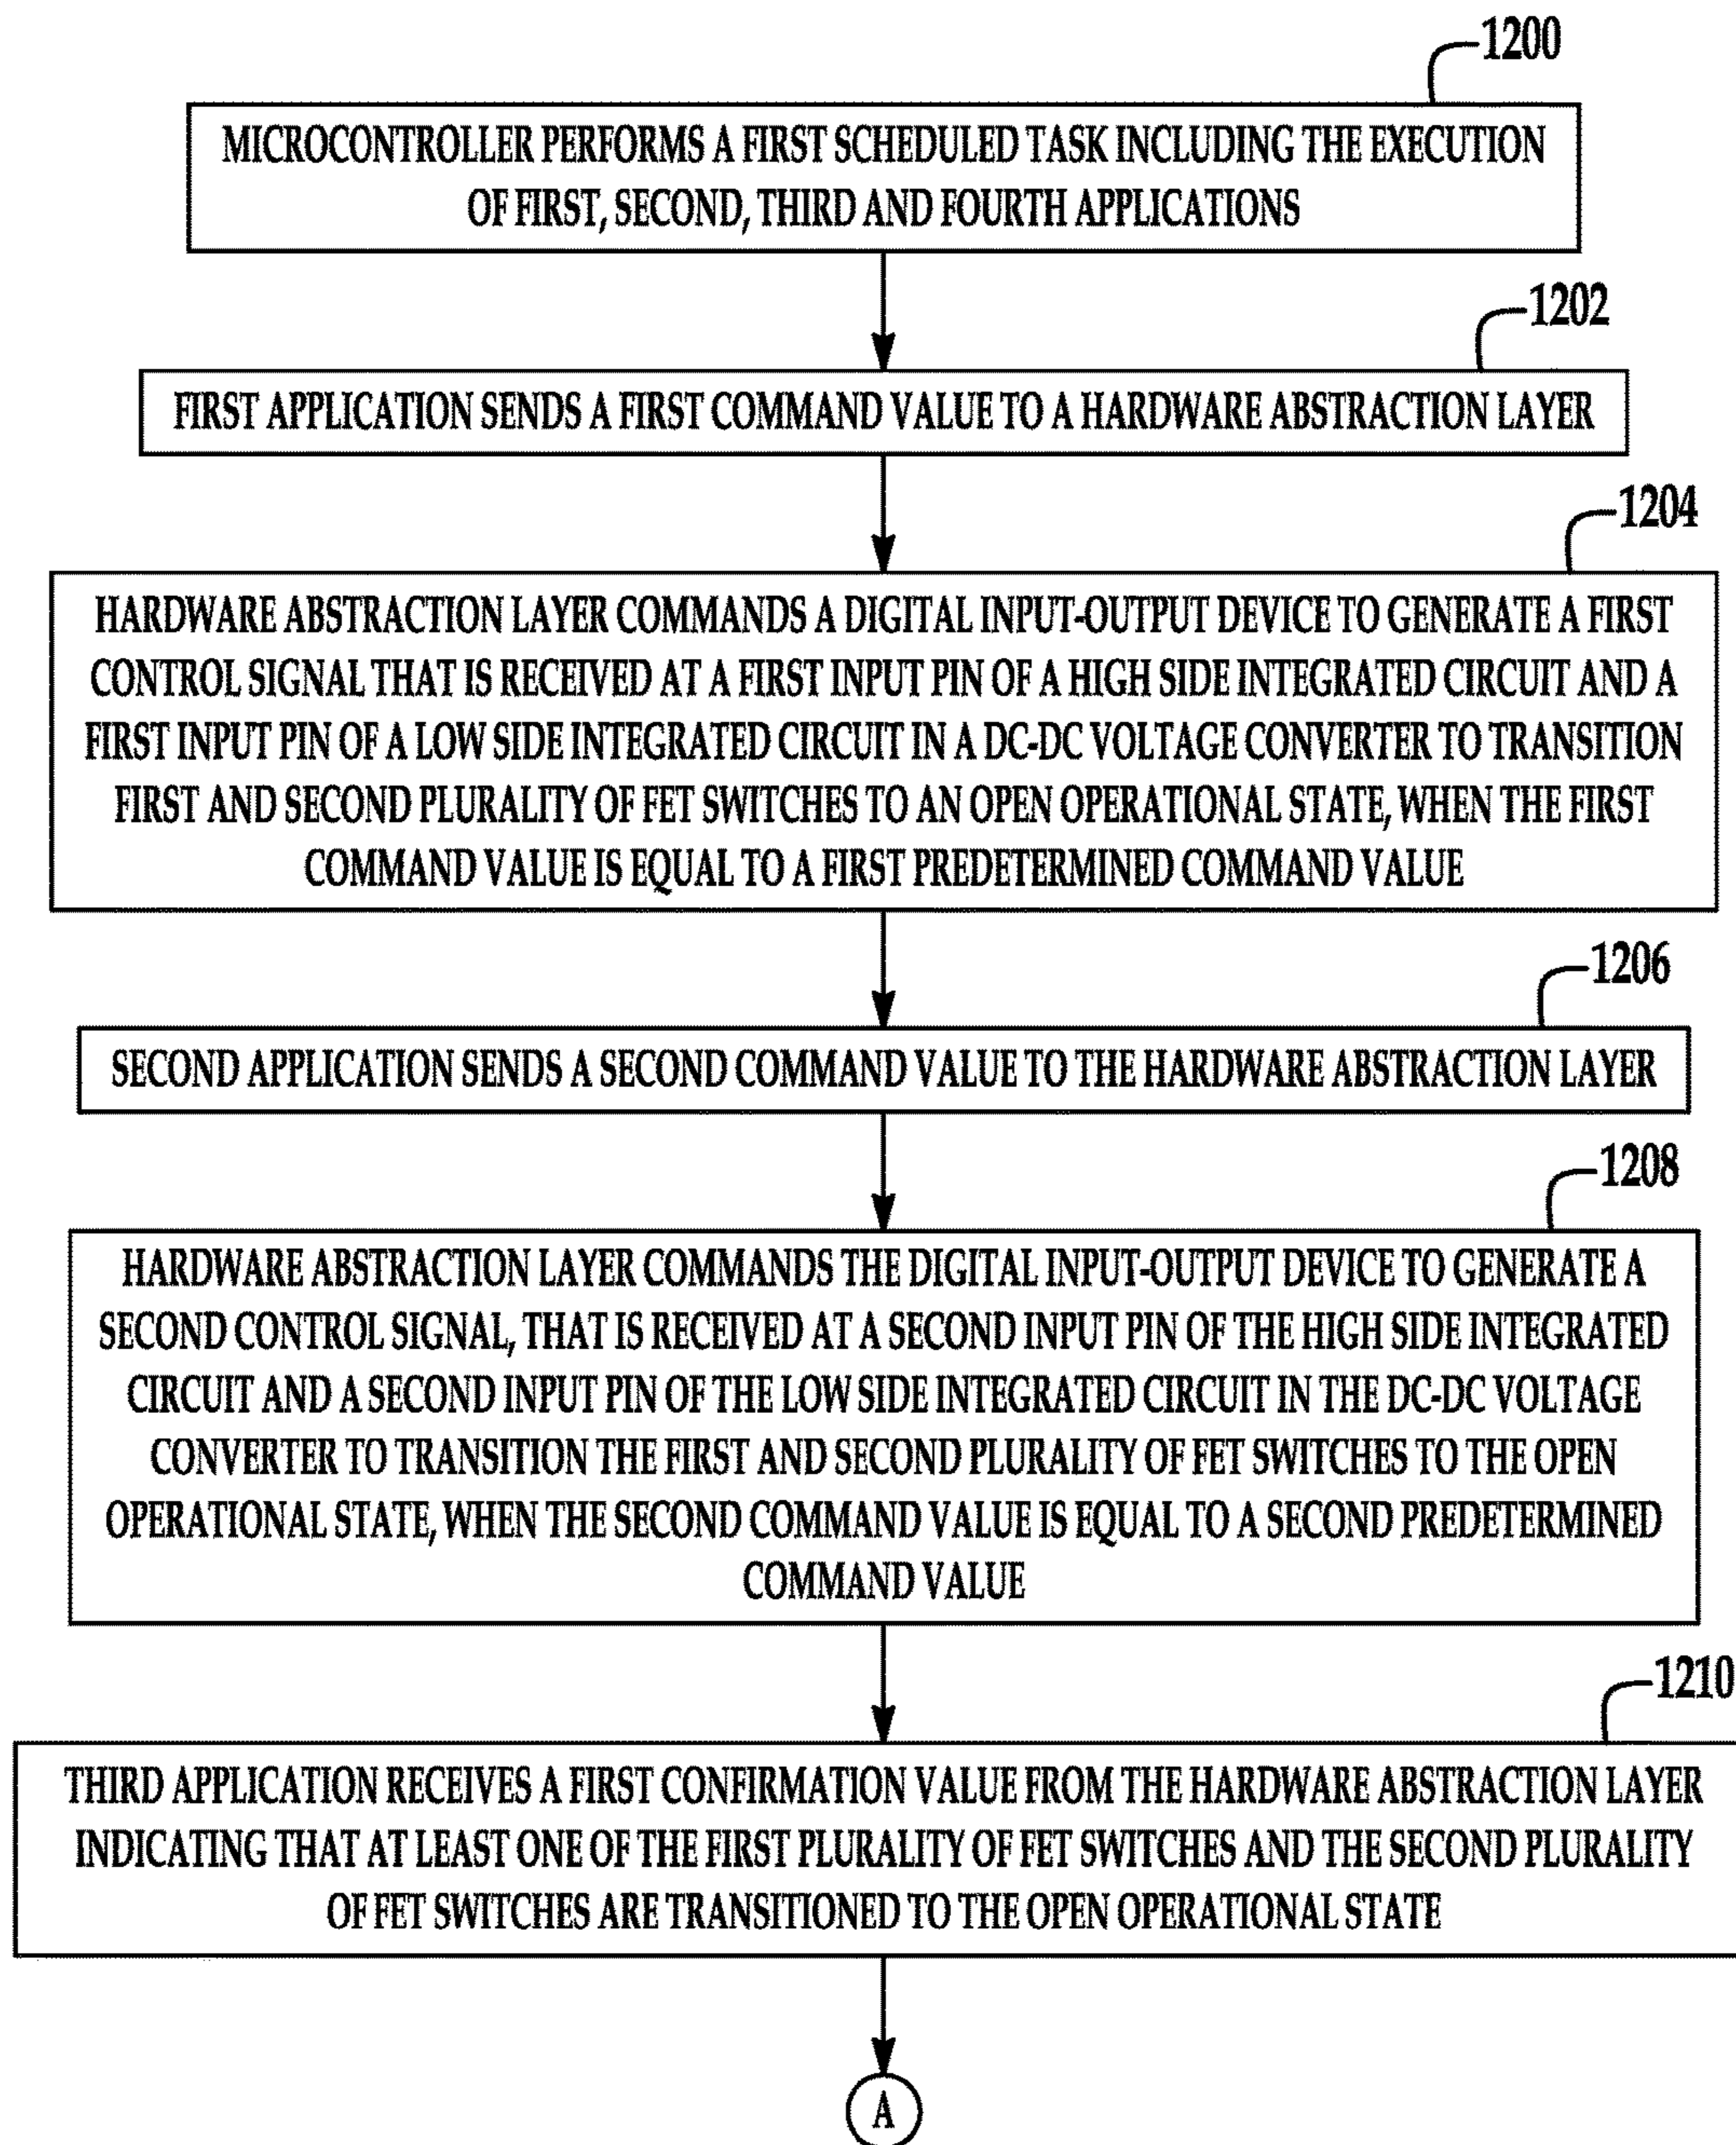 1200
MICROCONTROLLER PERFORMS A FIRST SCHEDULED TASK INCLUDING THE EXECUTION
OF FIRST, SECOND, THIRD AND FOURTH APPLICATIONS
1202
FIRST APPLICATION SENDS A FIRST COMMAND VALUE TO A HARDWARE ABSTRACTION LAYER
1204
HARDWARE ABSTRACTION LAYER COMMANDS A DIGITAL INPUT-OUTPUT DEVICE TO GENERATE A FIRST
CONTROL SIGNAL THAT IS RECEIVED AT A FIRST INPUT PIN OF A HIGH SIDE INTEGRATED CIRCUIT AND A
FIRST INPUT PIN OF A LOW SIDE INTEGRATED CIRCUIT IN A DC-DC VOLTAGE CONVERTER TO TRANSITION
FIRST AND SECOND PLURALITY OF FET SWITCHES TO AN OPEN OPERATIONAL STATE, WHEN THE FIRST
COMMAND VALUE IS EQUAL TO A FIRST PREDETERMINED COMMAND VALUE
1206
SECOND APPLICATION SENDS A SECOND COMMAND VALUE TO THE HARDWARE ABSTRACTION LAYER
1208
HARDWARE ABSTRACTION LAYER COMMANDS THE DIGITAL INPUT-OUTPUT DEVICE TO GENERATE A
SECOND CONTROL SIGNAL, THAT IS RECEIVED AT A SECOND INPUT PIN OF THE HIGH SIDE INTEGRATED
CIRCUIT AND A SECOND INPUT PIN OF THE LOW SIDE INTEGRATED CIRCUIT IN THE DC-DC VOLTAGE
CONVERTER TO TRANSITION THE FIRST AND SECOND PLURALITY OF FET SWITCHES TO THE OPEN
OPERATIONAL STATE, WHEN THE SECOND COMMAND VALUE IS EQUAL TO A SECOND PREDETERMINED
COMMAND VALUE
1210
THIRD APPLICATION RECEIVES A FIRST CONFIRMATION VALUE FROM THE HARDWARE ABSTRACTION LAYER
INDICATING THAT AT LEAST ONE OF THE FIRST PLURALITY OF FET SWITCHES AND THE SECOND PLURALITY
OF FET SWITCHES ARE TRANSITIONED TO THE OPEN OPERATIONAL STATE
A